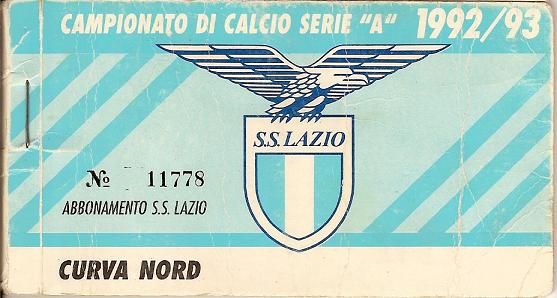 CAMPIONATO DI CALCIO SERIE "A" 1992/93
S.S. LAZIO
No 11778
ABBONAMENTO S.S. LAZIO
CURVA NORD